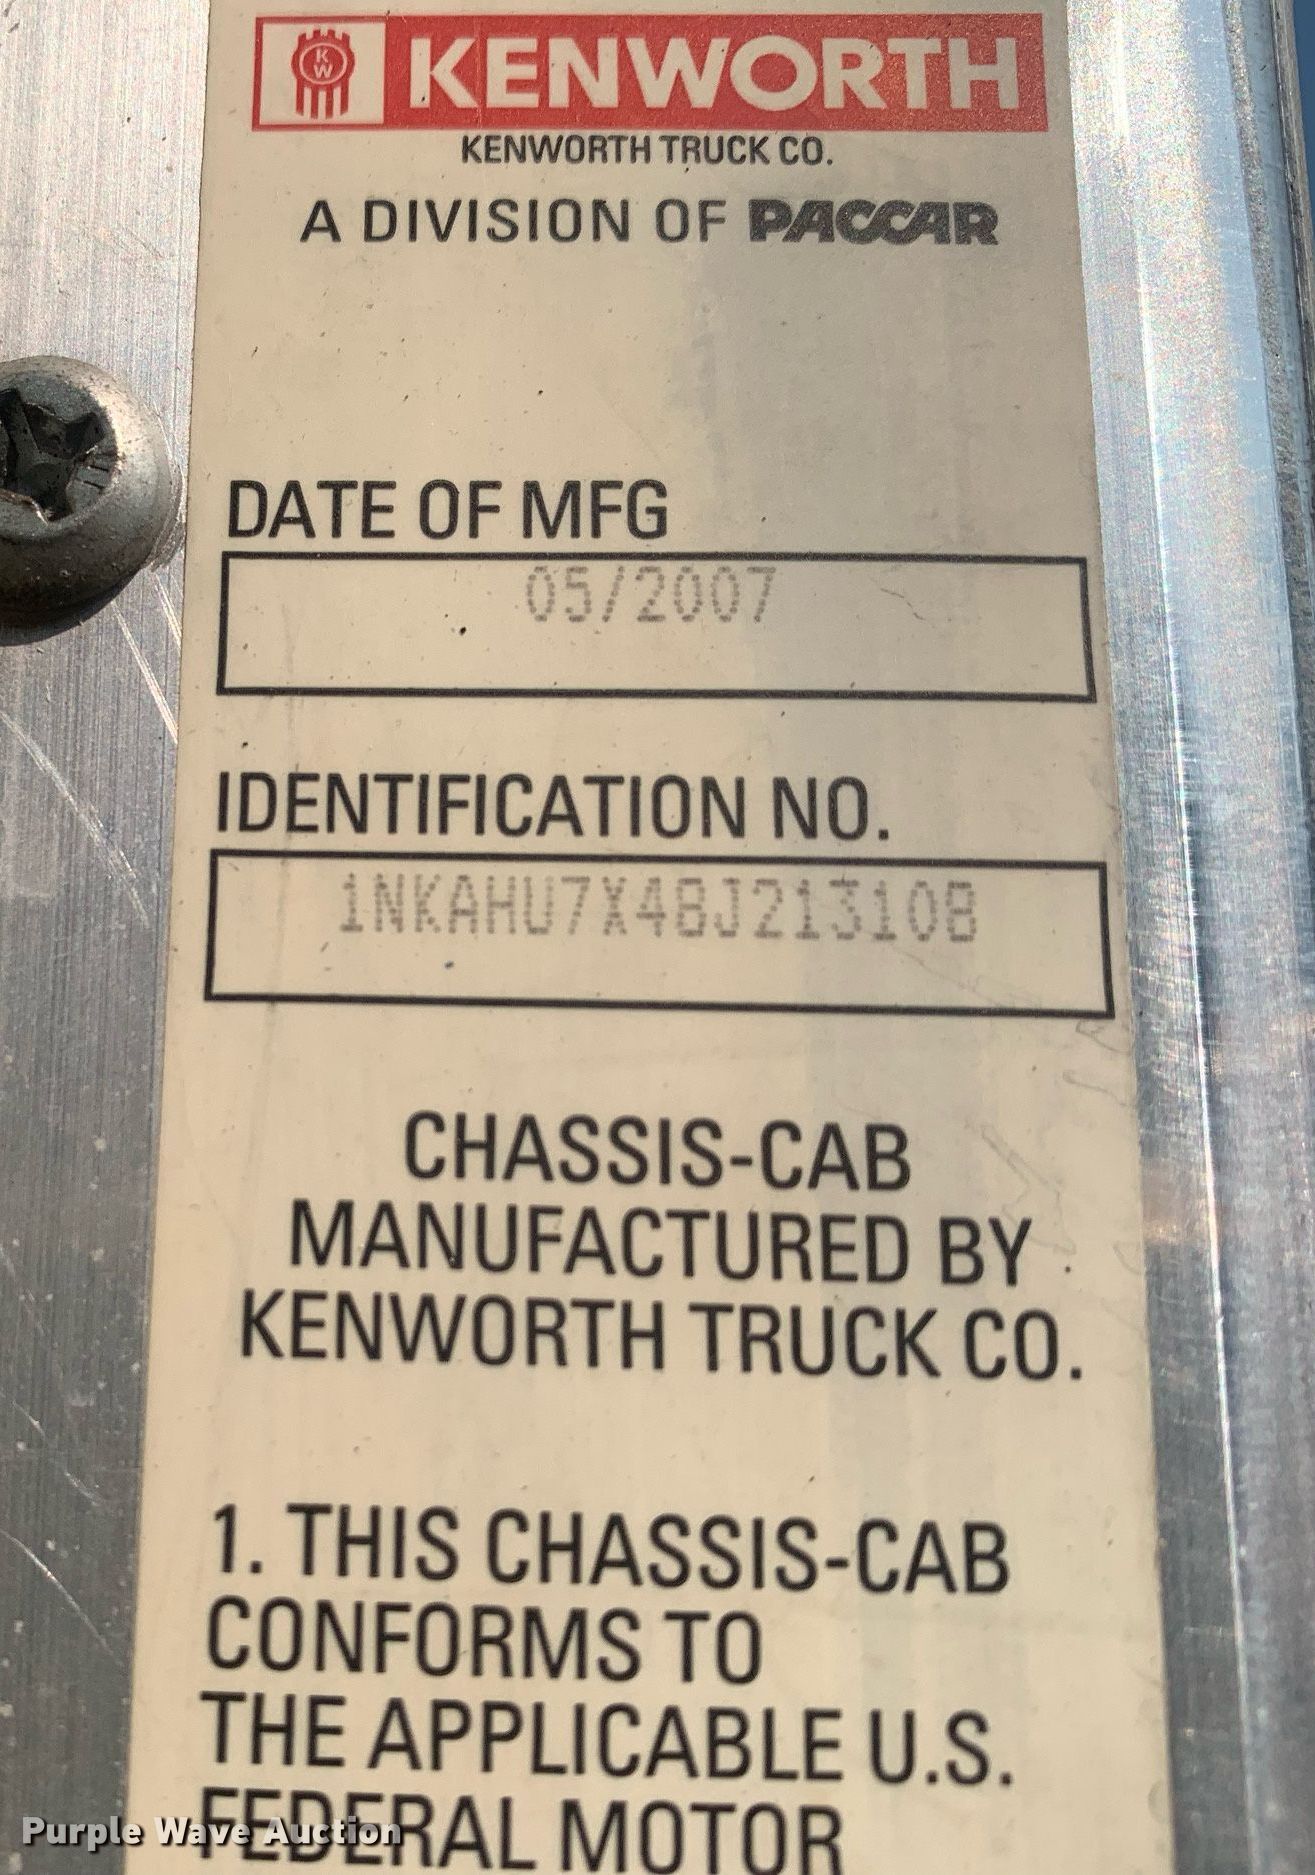 KW KENWORTH
KENWORTH TRUCK CO.
A DIVISION OF PACCAR
DATE OF MFG
05/2007
IDENTIFICATION NO.
1NKAHU7X48J213108
CHASSIS-CAB
MANUFACTURED BY
KENWORTH TRUCK CO.
1. THIS CHASSIS-CAB
CONFORMS TO
THE APPLICABLE U.S.
FEDERAL MOTOR
Purple Wave Auction